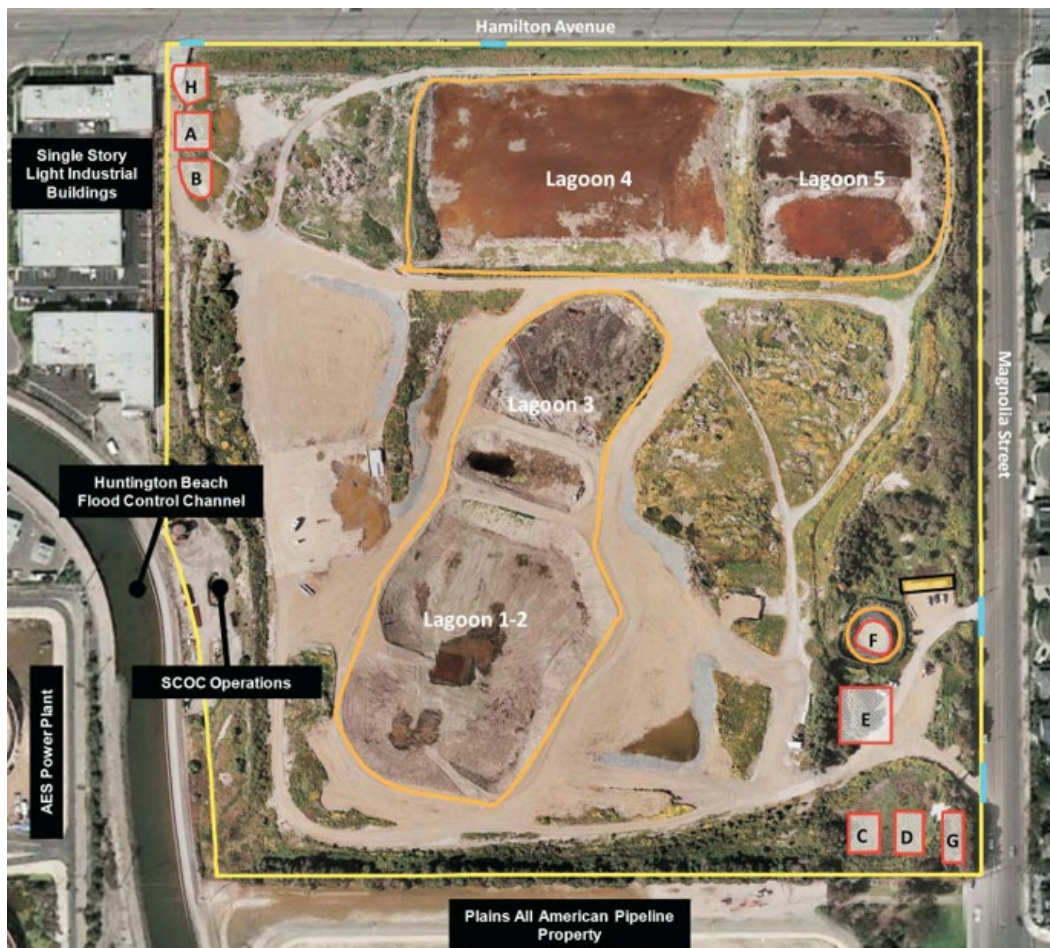 Hamilton Avenue
H
A
B
Single Story
Light Industrial
Buildings
Lagoon 4
Lagoon 5
Lagoon 3
Magnolia Street
Huntington Beach
Flood Control Channel
Lagoon 1-2
SCOC Operations
F
E
AES Power Plant
C
D
G
Plains All American Pipeline
Property